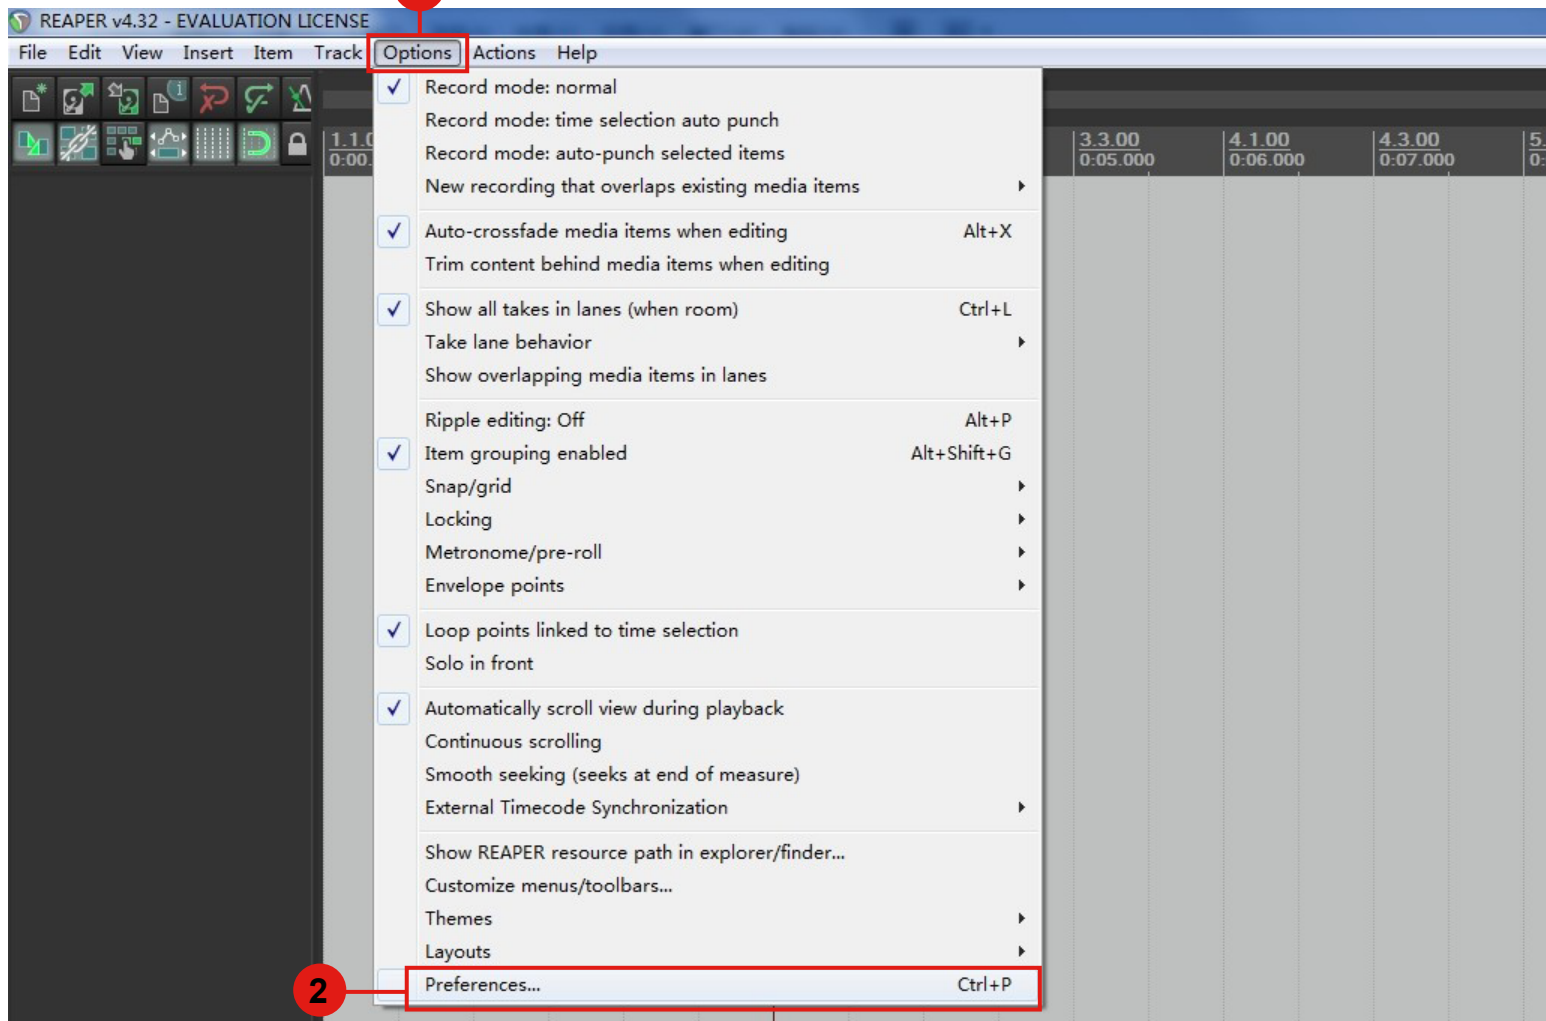 REAPER v4.32 - EVALUATION LICENSE
File Edit View Insert Item Track Options Actions Help
Record mode: normal
Record mode: time selection auto punch
Record mode: auto-punch selected items
New recording that overlaps existing media items
Auto-crossfade media items when editing Alt+X
Trim content behind media items when editing
Show all takes in lanes (when room) Ctrl+L
Take lane behavior
Show overlapping media items in lanes
Ripple editing: Off Alt+P
Item grouping enabled Alt+Shift+G
Snap/grid
Locking
Metronome/pre-roll
Envelope points
Loop points linked to time selection
Solo in front
Automatically scroll view during playback
Continuous scrolling
Smooth seeking (seeks at end of measure)
External Timecode Synchronization
Show REAPER resource path in explorer/finder...
Customize menus/toolbars...
Themes
Layouts
2 Preferences... Ctrl+P
3.3.00 4.1.00 4.3.00
0:05.000 0:06.000 0:07.000